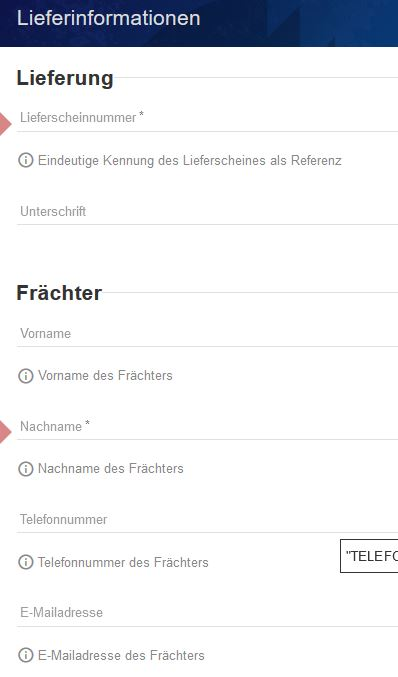 Lieferinformationen
Lieferung
Lieferscheinnummer *
Eindeutige Kennung des Lieferscheines als Referenz
Unterschrift
Frächter
Vorname
Vorname des Frächters
Nachname *
Nachname des Frächters
Telefonnummer
Telefonnummer des Frächters
"TELEFO
E-Mailadresse
E-Mailadresse des Frächters